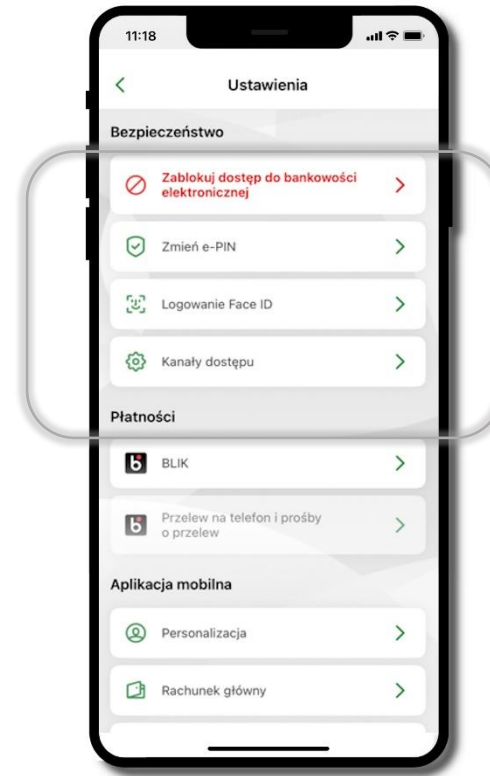 11:18
Ustawienia
Bezpieczeństwo
Zablokuj dostęp do bankowości
elektronicznej
Zmień e-PIN
Logowanie Face ID
Kanały dostępu
Płatności
BLIK
Przelew na telefon i prośby
o przelew
Aplikacja mobilna
Personalizacja
Rachunek główny